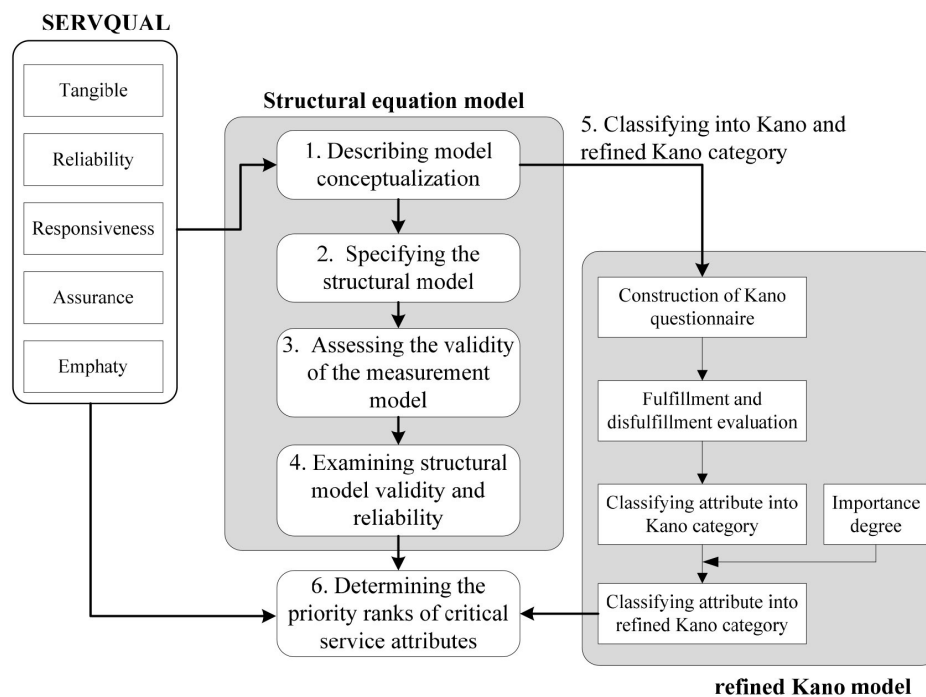 SERVQUAL
Tangible
Reliability
Responsiveness
Assurance
Emphaty
Structural equation model
1. Describing model
conceptualization
2. Specifying the
structural model
3. Assessing the validity
of the measurement
model
4. Examining structural
model validity and
reliability
6. Determining the
priority ranks of critical
service attributes
5. Classifying into Kano and
refined Kano category
Construction of Kano
questionnaire
Fulfillment and
disfulfillment evaluation
Classifying attribute into
Kano category
Importance
degree
Classifying attribute into
refined Kano category
refined Kano model